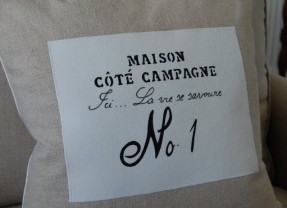 MAISON
CÔTÉ CAMPAGNE
Ici... La vie se savoure
No. 1